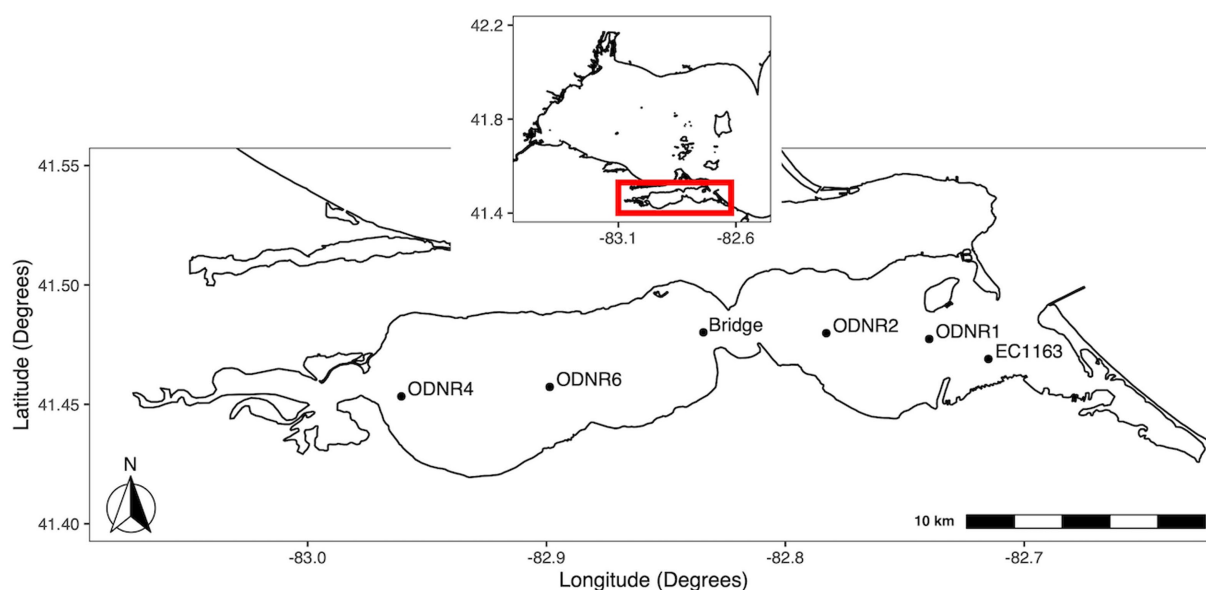 42.2
41.8
41.4
-83.1
-82.6
41.55
41.50
41.45
41.40
Latitude (Degrees)
Bridge
ODNR2
ODNR1
EC1163
ODNR6
ODNR4
N
10 km
-83.0
-82.9
-82.8
-82.7
Longitude (Degrees)